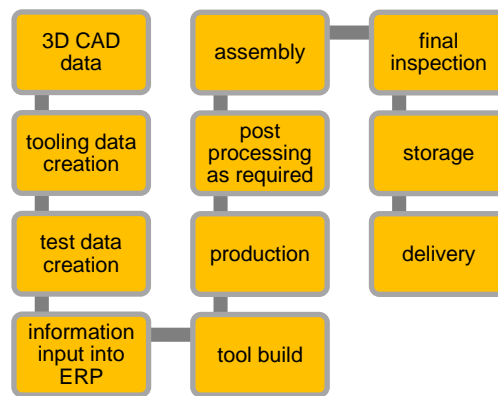 3D CAD
data
tooling data
creation
test data
creation
information
input into
ERP
tool build
production
post
processing
as required
assembly
final
inspection
storage
delivery